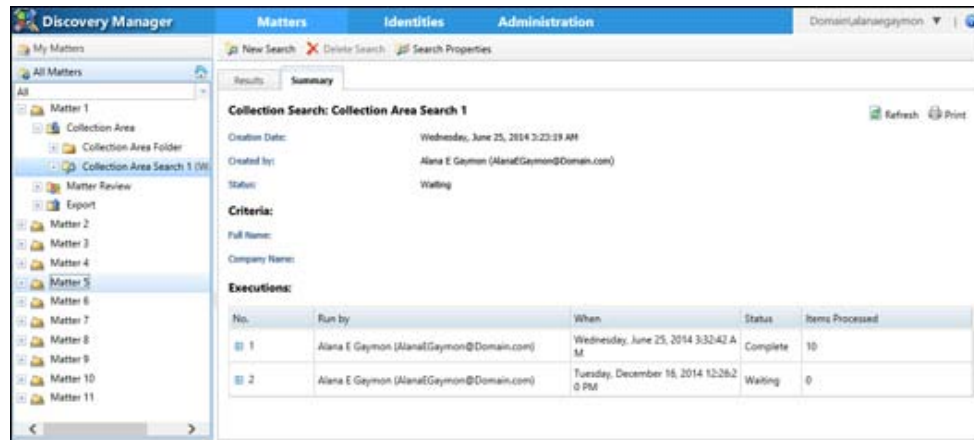 Discovery Manager
Matters Identities Administration
Domain\alanaegaymon
My Matters
New Search Delete Search Search Properties
All Matters
All
Results Summary
Matter 1
Collection Area
Collection Area Folder
Collection Area Search 1 (W
Matter Review
Export
Matter 2
Matter 3
Matter 4
Matter 5
Matter 6
Matter 7
Matter 8
Matter 9
Matter 10
Matter 11
Collection Search: Collection Area Search 1
Refresh Print
Creation Date: Wednesday, June 25, 2014 3:23:19 AM
Created by: Alana E Gaymon (AlanaEGaymon@Domain.com)
Status: Waiting
Criteria:
Full Name:
Company Name:
Executions:
No. Run by When Status Items Processed
1 Alana E Gaymon (AlanaEGaymon@Domain.com) Wednesday, June 25, 2014 3:32:42 A Complete 10
M
2 Alana E Gaymon (AlanaEGaymon@Domain.com) Tuesday, December 16, 2014 12:26:2 Waiting 0
0 PM